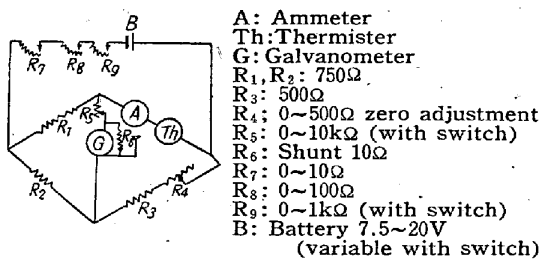 B
R7 R8 R9
R1
R5
A
G
R6
Th
R2
R3
R4
A: Ammeter
Th:Thermister
G: Galvanometer
R1,R2: 750Ω
R3: 500Ω
R4; 0~500Ω zero adjustment
R5: 0~10kΩ (with switch)
R6: Shunt 10Ω
R7: 0~10Ω
R8: 0~100Ω
R9: 0~1kΩ (with switch)
B: Battery 7.5~20V
(variable with switch)